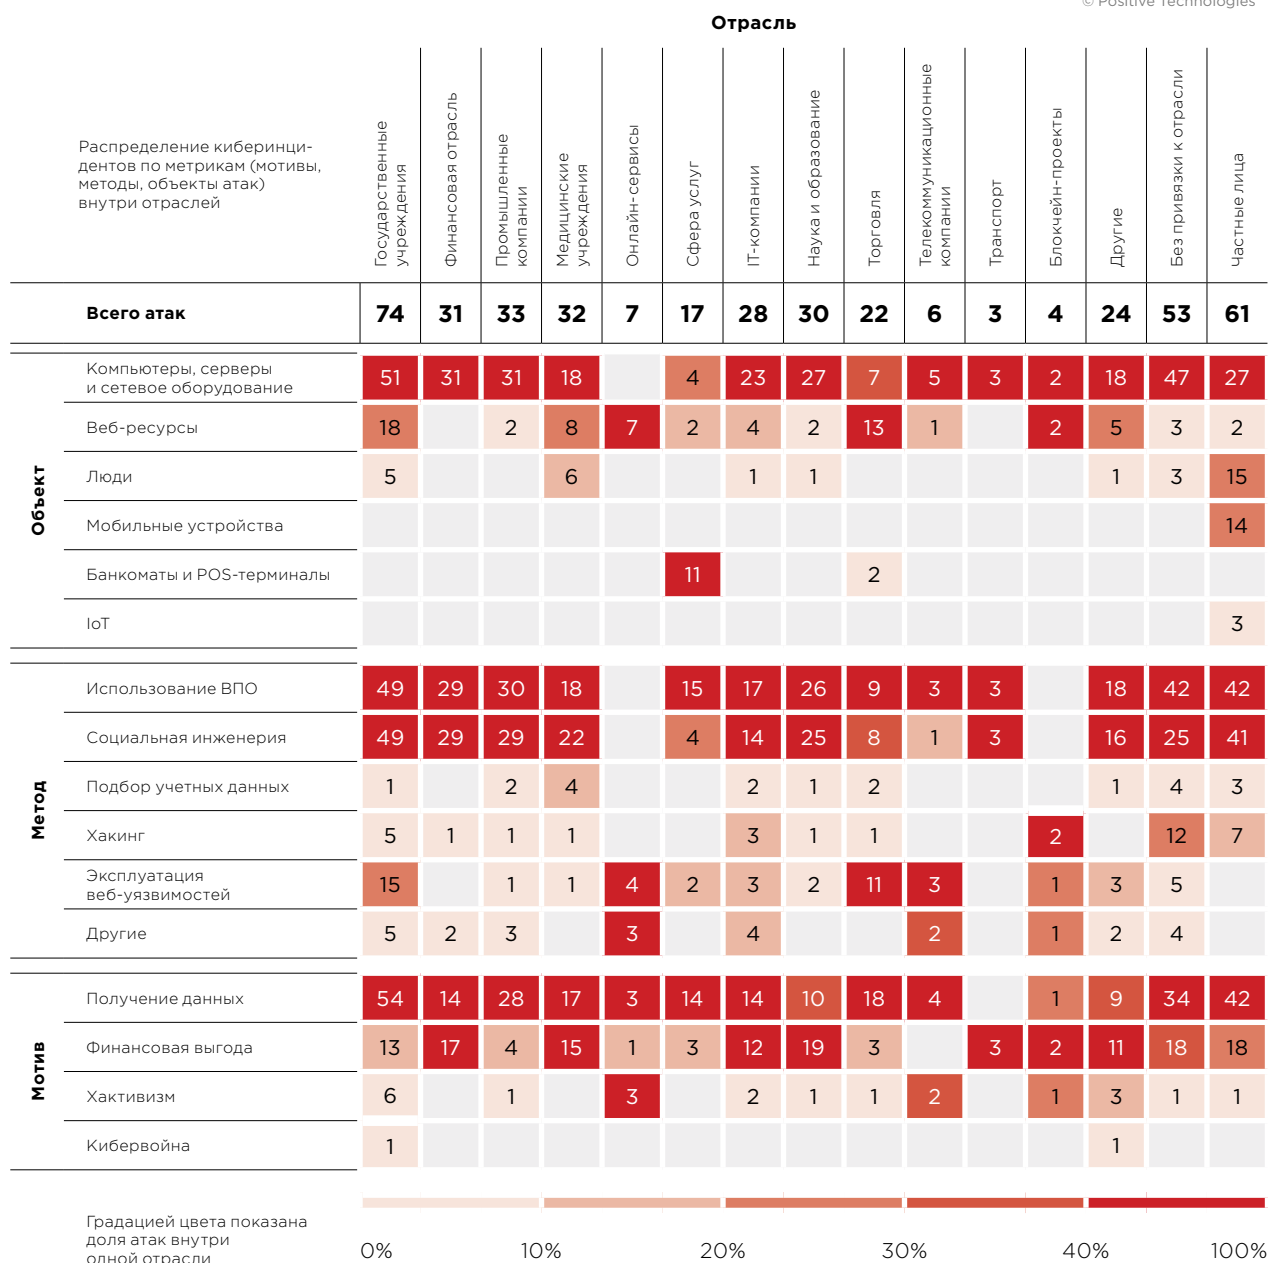 © Positive Technologies
Отрасль
Распределение киберинци-
дентов по метрикам (мотивы,
методы, объекты атак)
внутри отраслей
Государственные
учреждения
Финансовая отрасль
Промышленные
компании
Медицинские
учреждения
Онлайн-сервисы
Сфера услуг
IT-компании
Наука и образование
Торговля
Телекоммуникационные
компании
Транспорт
Блокчейн-проекты
Другие
Без привязки к отрасли
Частные лица
Всего атак 74 31 33 32 7 17 28 30 22 6 3 4 24 53 61
Объект
Компьютеры, серверы
и сетевое оборудование 51 31 31 18 4 23 27 7 5 3 2 18 47 27
Веб-ресурсы 18 2 8 7 2 4 2 13 1 2 5 3 2
Люди 5 6 1 1 1 3 15
Мобильные устройства 14
Банкоматы и POS-терминалы 11 2
IoT 3
Метод
Использование ВПО 49 29 30 18 15 17 26 9 3 3 18 42 42
Социальная инженерия 49 29 29 22 4 14 25 8 1 3 16 25 41
Подбор учетных данных 1 2 4 2 1 2 1 4 3
Хакинг 5 1 1 1 3 1 1 2 12 7
Эксплуатация
веб-уязвимостей 15 1 1 4 2 3 2 11 3 1 3 5
Другие 5 2 3 3 4 2 1 2 4
Мотив
Получение данных 54 14 28 17 3 14 14 10 18 4 1 9 34 42
Финансовая выгода 13 17 4 15 1 3 12 19 3 3 2 11 18 18
Хактивизм 6 1 3 2 1 1 2 1 3 1 1
Кибервойна 1 1
Градацией цвета показана
доля атак внутри
одной отрасли
0% 10% 20% 30% 40% 100%